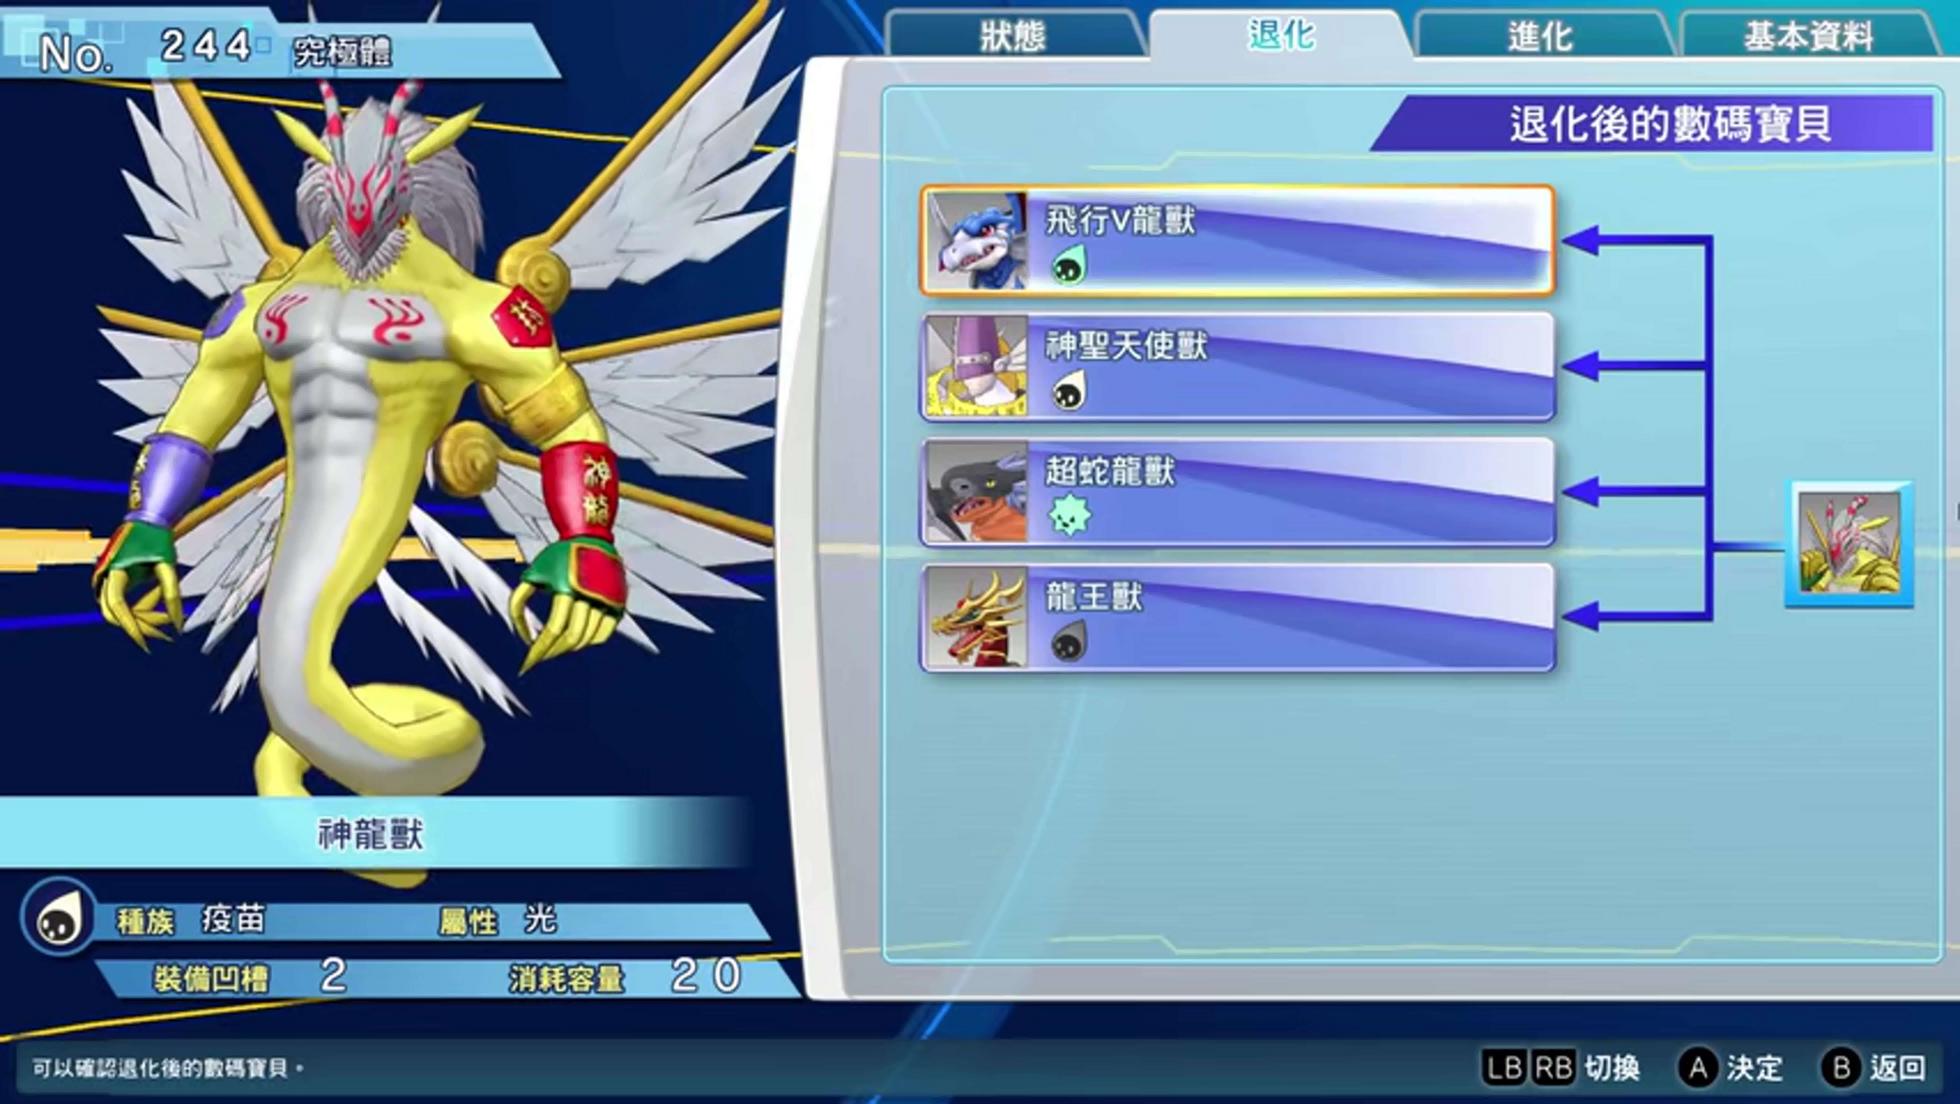 No. 244 究極體
狀態 退化 進化 基本資料
退化後的數碼寶貝
飛行V龍獸
神聖天使獸
超蛇龍獸
龍王獸
神龍
神龍獸
種族 疫苗 屬性 光
裝備凹槽 2 消耗容量 20
可以確認退化後的數碼寶貝。
LB RB 切換 A 決定 B 返回